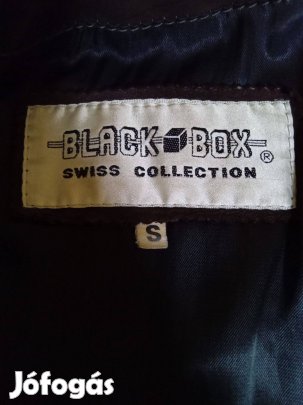 BLACK BOX ®
SWISS COLLECTION
S
Jófogás